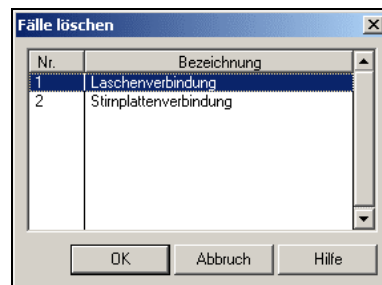 Fälle löschen
Nr. Bezeichnung
1 Laschenverbindung
2 Stirnplattenverbindung
OK Abbruch Hilfe